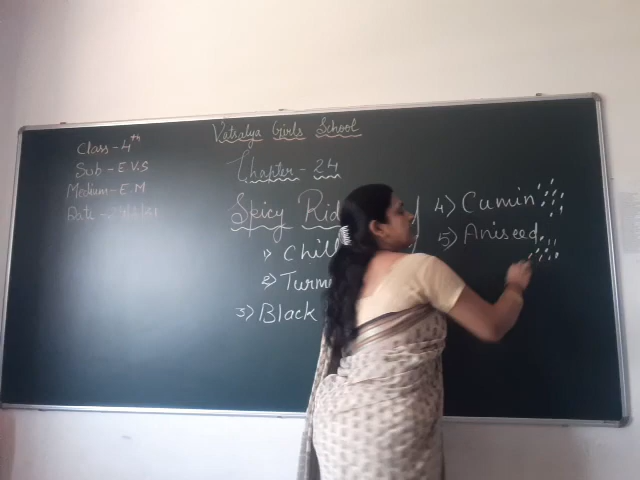 Vatsalya Girls School
Class - 4th
Sub - E.V.S
Medium - E.M
Date
Chapter - 24
Spicy
1) Chill
2) Turm
3) Black
4) Cumin
5) Aniseed